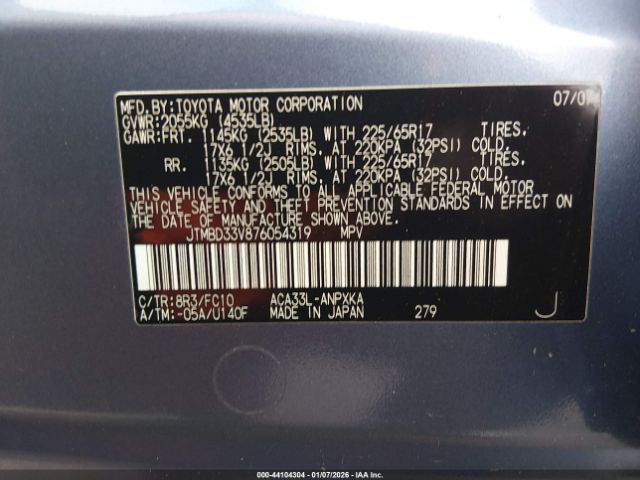 MFD.BY:TOYOTA MOTOR CORPORATION 07/07
GVWR:2055KG (4535LB)
GAWR:FRT. 1145KG (2535LB) WITH 225/65R17 TIRES.
17X6 1/2J RIMS. AT 220KPA (32PSI) COLD.
RR. 1135KG (2505LB) WITH 225/65R17 TIRES.
17X6 1/2J RIMS. AT 220KPA (32PSI) COLD.
THIS VEHICLE CONFORMS TO ALL APPLICABLE FEDERAL MOTOR
VEHICLE SAFETY AND THEFT PREVENTION STANDARDS IN EFFECT ON
THE DATE OF MANUFACTURE SHOWN ABOVE.
JTMBD33V876054319 MPV
C/TR:8R3/FC10 ACA33L-ANPXKA
A/TM:-05A/U140F MADE IN JAPAN 279 J
000-44104304 - 01/07/2026 - IAAI, Inc.